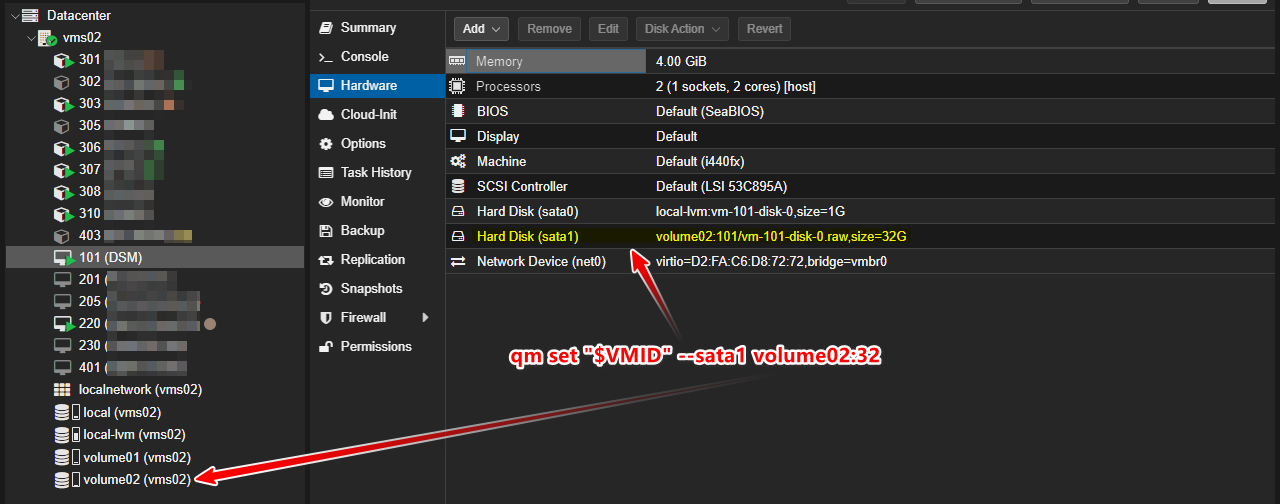 Datacenter
vms02
301
302
303
305
306
307
308
310
403
101 (DSM)
201 (
205 (
220 (
230 (
401 (
localnetwork (vms02)
local (vms02)
local-lvm (vms02)
volume01 (vms02)
volume02 (vms02)
Summary
Console
Hardware
Cloud-Init
Options
Task History
Monitor
Backup
Replication
Snapshots
Firewall
Permissions
Add Remove Edit Disk Action Revert
Memory 4.00 GiB
Processors 2 (1 sockets, 2 cores) [host]
BIOS Default (SeaBIOS)
Display Default
Machine Default (i440fx)
SCSI Controller Default (LSI 53C895A)
Hard Disk (sata0) local-lvm:vm-101-disk-0,size=1G
Hard Disk (sata1) volume02:101/vm-101-disk-0.raw,size=32G
Network Device (net0) virtio=D2:FA:C6:D8:72:72,bridge=vmbr0
qm set "$VMID" --sata1 volume02:32